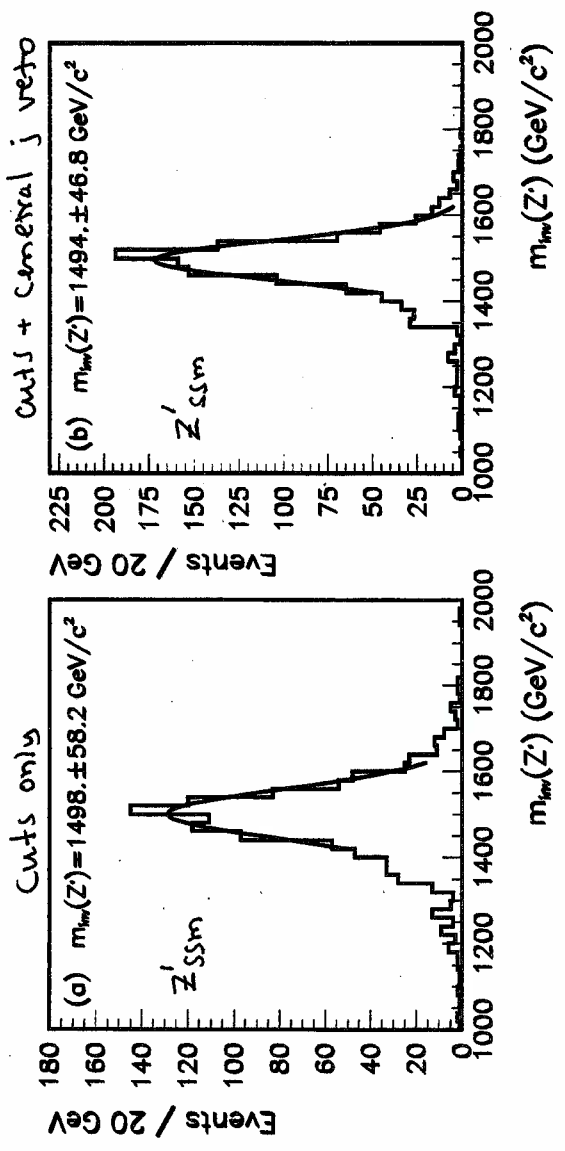 Cuts only
(a) m_inv(Z')=1498.±58.2 GeV/c²
Z'ssm
Events / 20 GeV
180
160
140
120
100
80
60
40
20
0
1000 1200 1400 1600 1800 2000
m_inv(Z') (GeV/c²)
cuts + cenetral j veto
(b) m_inv(Z')=1494.±46.8 GeV/c²
Z'ssm
Events / 20 GeV
225
200
175
150
125
100
75
50
25
0
1000 1200 1400 1600 1800 2000
m_inv(Z') (GeV/c²)